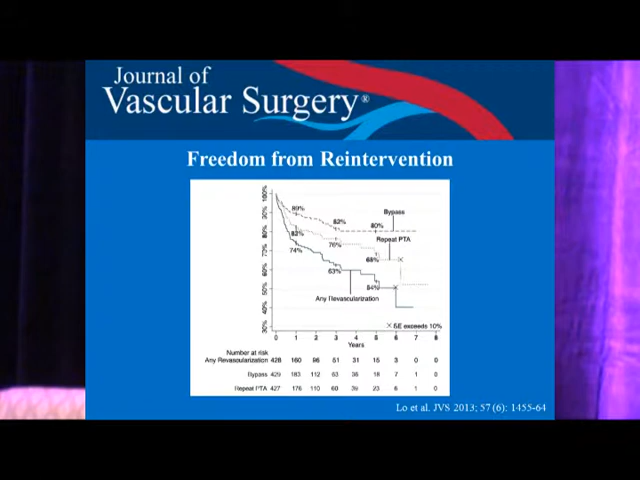 Journal of
Vascular Surgery®
Freedom from Reintervention
100%
90%
80%
70%
60%
50%
40%
30%
89%
83%
80%
Bypass
82%
76%
68%
Repeat PTA
74%
63%
54%
Any Revascularization
× SE exceeds 10%
0 1 2 3 4 5 6 7 8
Years
Number at risk
Any Revascularization 428 160 96 51 31 15 3 0 0
Bypass 429 183 112 63 38 18 7 1 0
Repeat PTA 427 176 110 60 39 23 6 1 0
Lo et al. JVS 2013; 57 (6): 1455-64